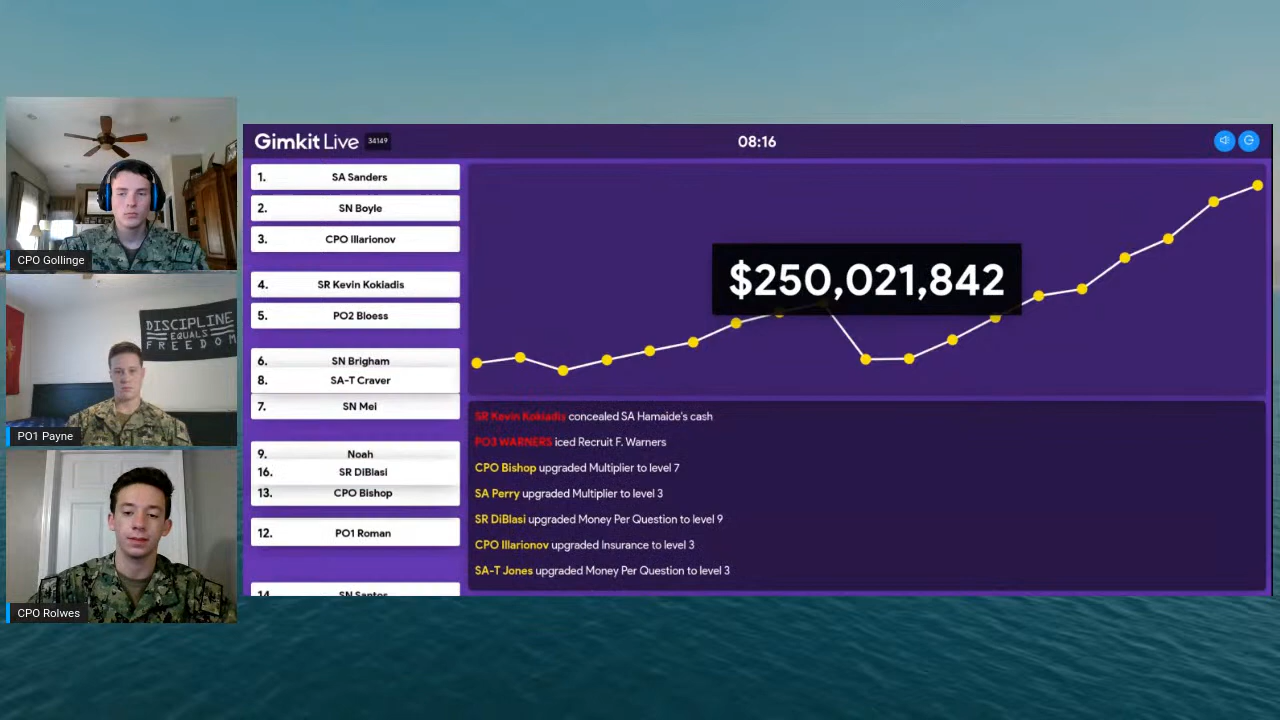 Gimkit Live 34149
08:16
1. SA Sanders
2. SN Boyle
3. CPO Illarionov
4. SR Kevin Kokiadis
5. PO2 Bloess
6. SN Brigham
8. SA-T Craver
7. SN Mei
9. Noah
16. SR DiBlasi
13. CPO Bishop
12. PO1 Roman
14. SN Santos
$250,021,842
SR Kevin Kokiadis concealed SA Hamaide's cash
PO3 WARNERS iced Recruit F. Warners
CPO Bishop upgraded Multiplier to level 7
SA Perry upgraded Multiplier to level 3
SR DiBlasi upgraded Money Per Question to level 9
CPO Illarionov upgraded Insurance to level 3
SA-T Jones upgraded Money Per Question to level 3
CPO Gollinge
DISCIPLINE
EQUALS
FREEDOM
PO1 Payne
CPO Rolwes